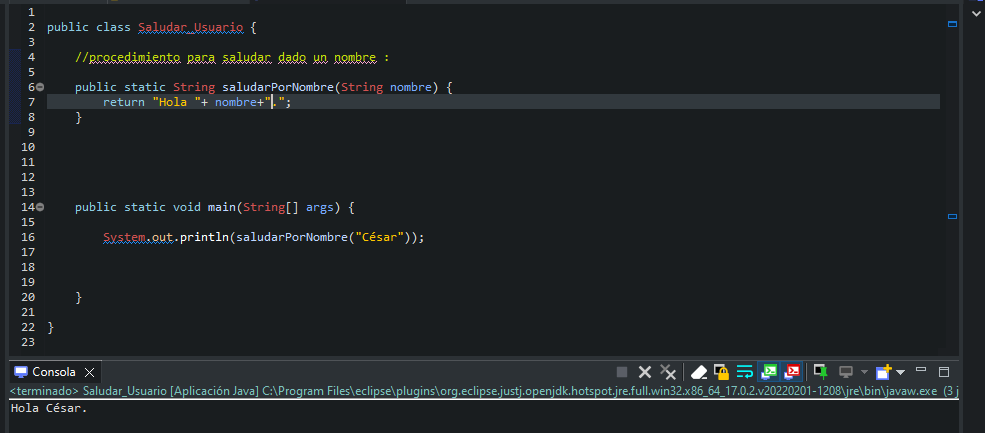 1
2 public class Saludar_Usuario {
3
4 //procedimiento para saludar dado un nombre :
5
6 public static String saludarPorNombre(String nombre) {
7 return "Hola "+ nombre+".";
8 }
9
10
11
12
13
14 public static void main(String[] args) {
15
16 System.out.println(saludarPorNombre("César"));
17
18
19
20 }
21
22 }
23
Consola
<terminado> Saludar_Usuario [Aplicación Java] C:\Program Files\eclipse\plugins\org.eclipse.justj.openjdk.hotspot.jre.full.win32.x86_64_17.0.2.v20220201-1208\jre\bin\javaw.exe (3 j
Hola César.